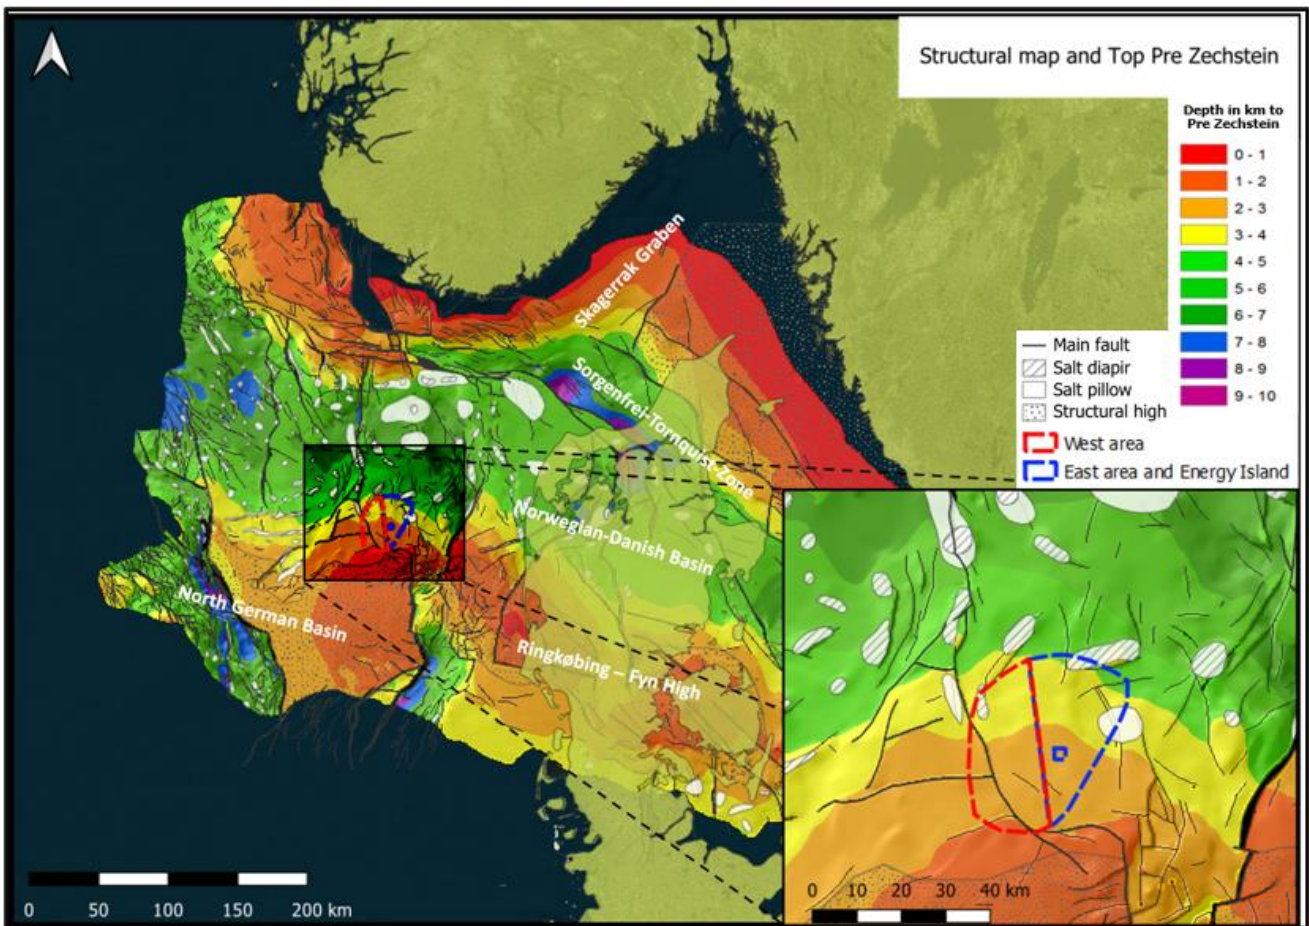 Structural map and Top Pre Zechstein
Depth in km to
Pre Zechstein
0 - 1
1 - 2
2 - 3
3 - 4
4 - 5
5 - 6
6 - 7
7 - 8
8 - 9
9 - 10
Main fault
Salt diapir
Salt pillow
Structural high
West area
East area and Energy Island
Skagerrak Graben
Sorgenfrei-Tornquist Zone
Norweglan-Danish Basin
North German Basin
Ringkøbing – Fyn High
0 50 100 150 200 km
0 10 20 30 40 km